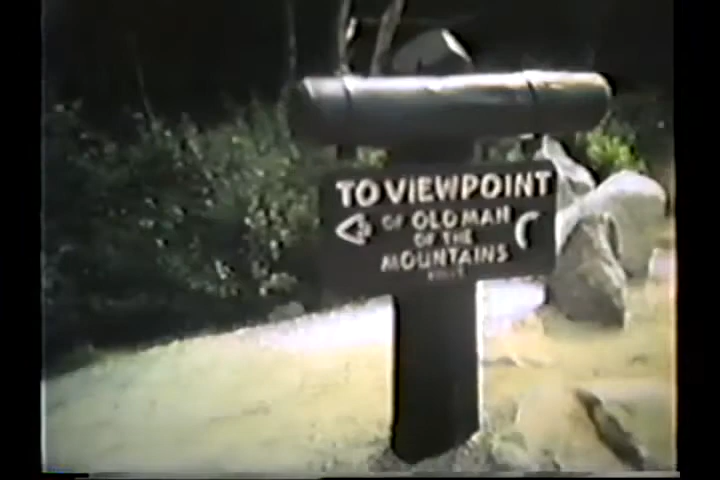 TO VIEWPOINT
OF OLD MAN
OF THE
MOUNTAINS